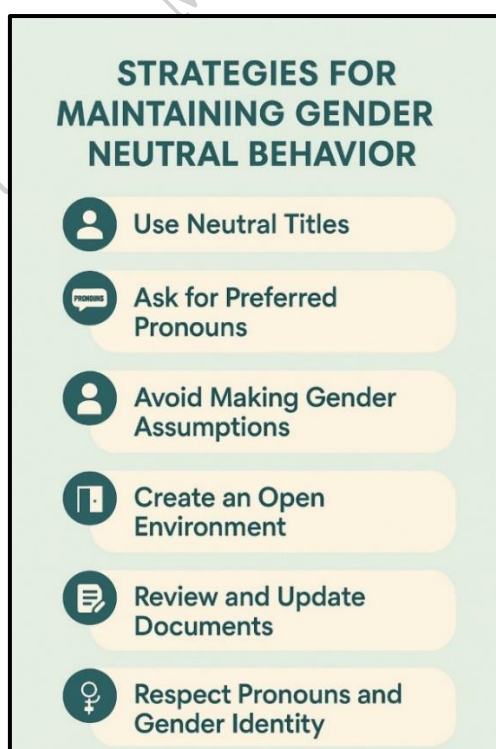 STRATEGIES FOR
MAINTAINING GENDER
NEUTRAL BEHAVIOR
Use Neutral Titles
PRONOUNS
Ask for Preferred
Pronouns
Avoid Making Gender
Assumptions
Create an Open
Environment
Review and Update
Documents
Respect Pronouns and
Gender Identity